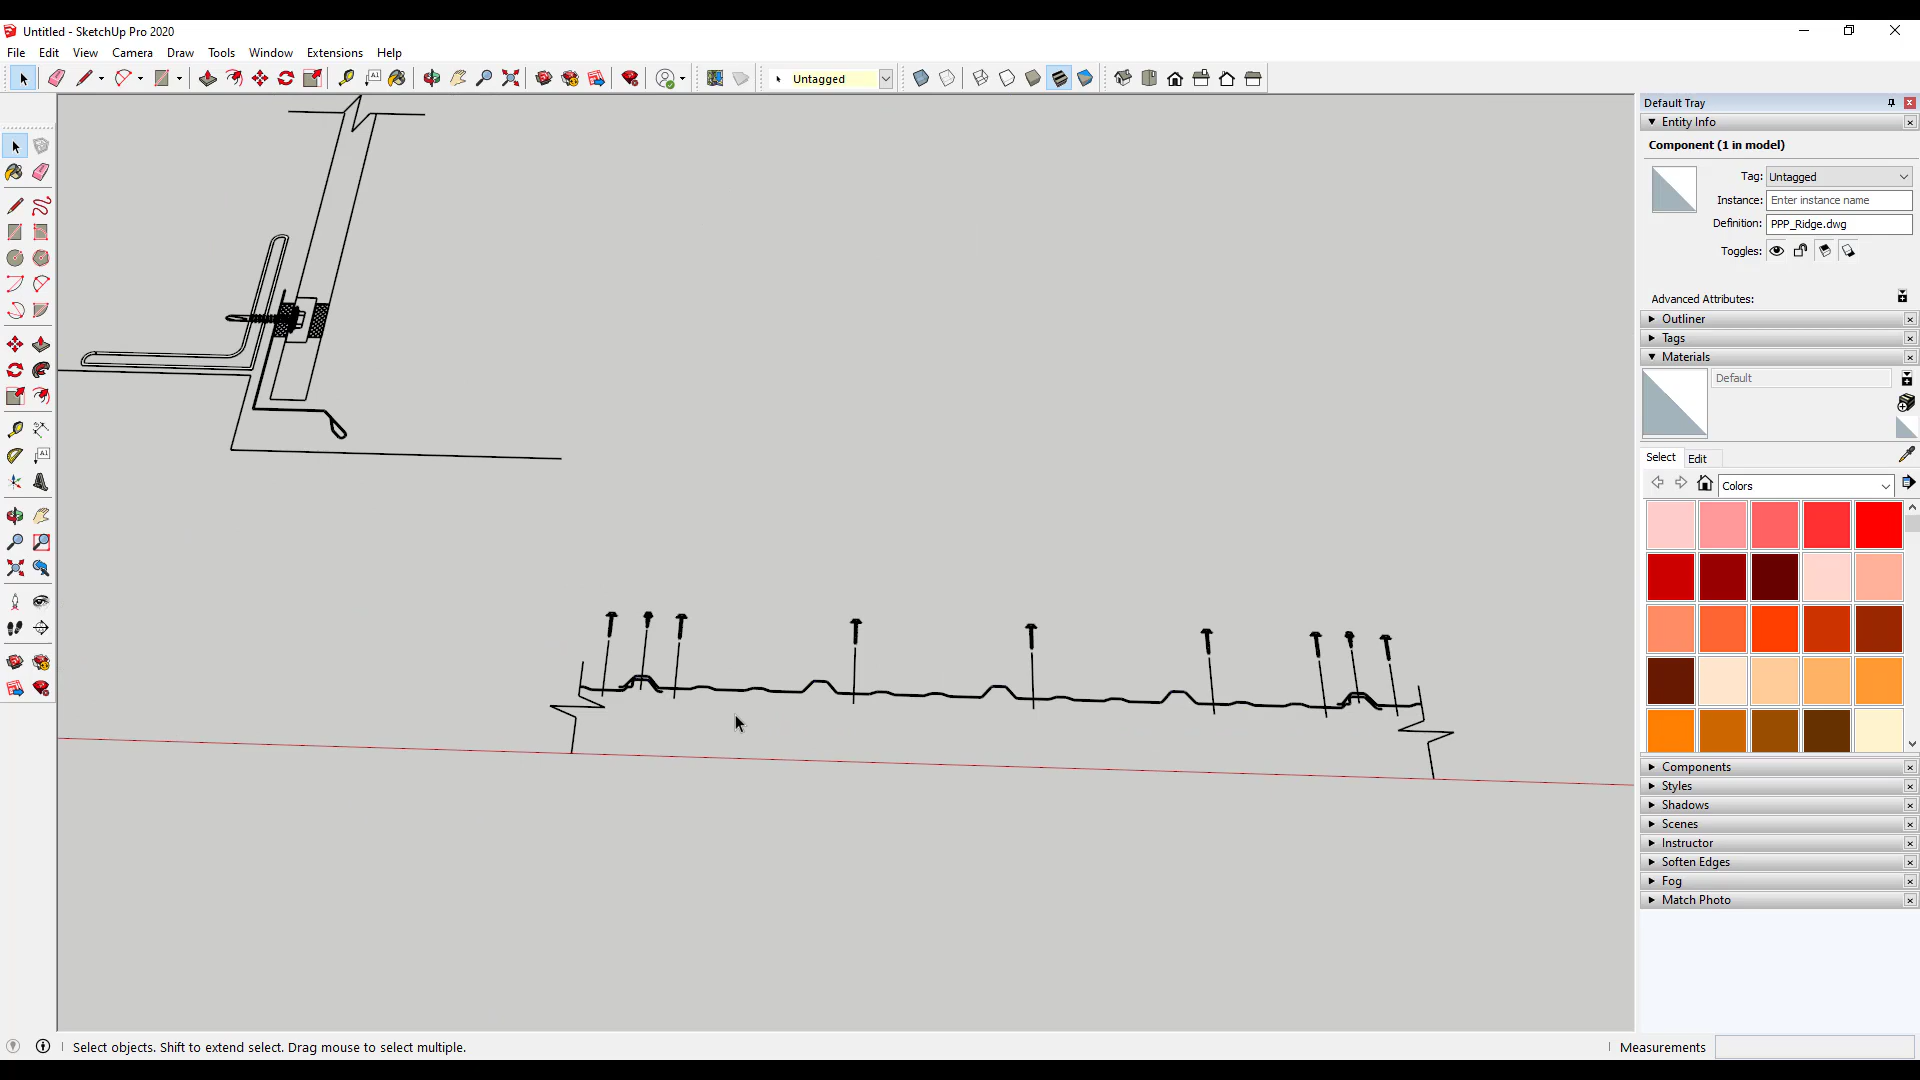 Untitled - SketchUp Pro 2020
File Edit View Camera Draw Tools Window Extensions Help
A1 Untagged
Default Tray
Entity Info
Component (1 in model)
Tag: Untagged
Instance: Enter instance name
Definition: PPP_Ridge.dwg
Toggles:
Advanced Attributes:
Outliner
Tags
Materials
Default
Select Edit
A1
Colors
Components
Styles
Shadows
Scenes
Instructor
Soften Edges
Fog
Match Photo
Select objects. Shift to extend select. Drag mouse to select multiple. Measurements